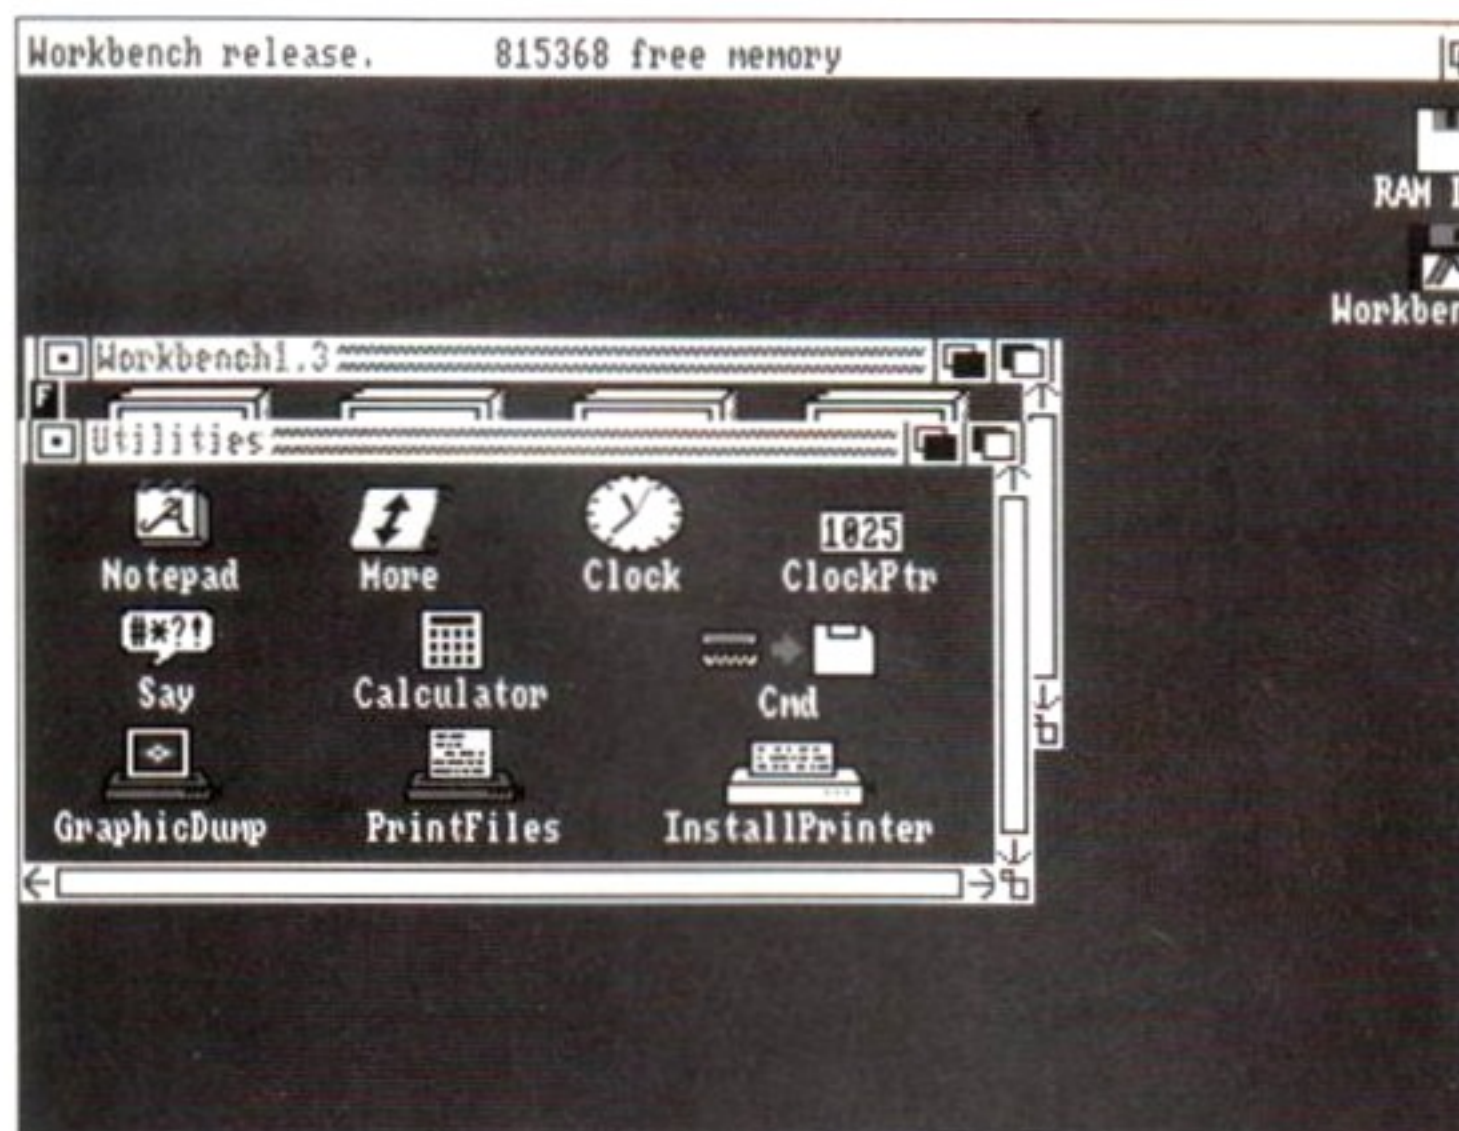 Workbench release. 815368 free memory
RAM
Workbench1.3
Utilities
1025
Notepad More Clock ClockPtr
#*?!
Say Calculator Cmd
GraphicDump PrintFiles InstallPrinter